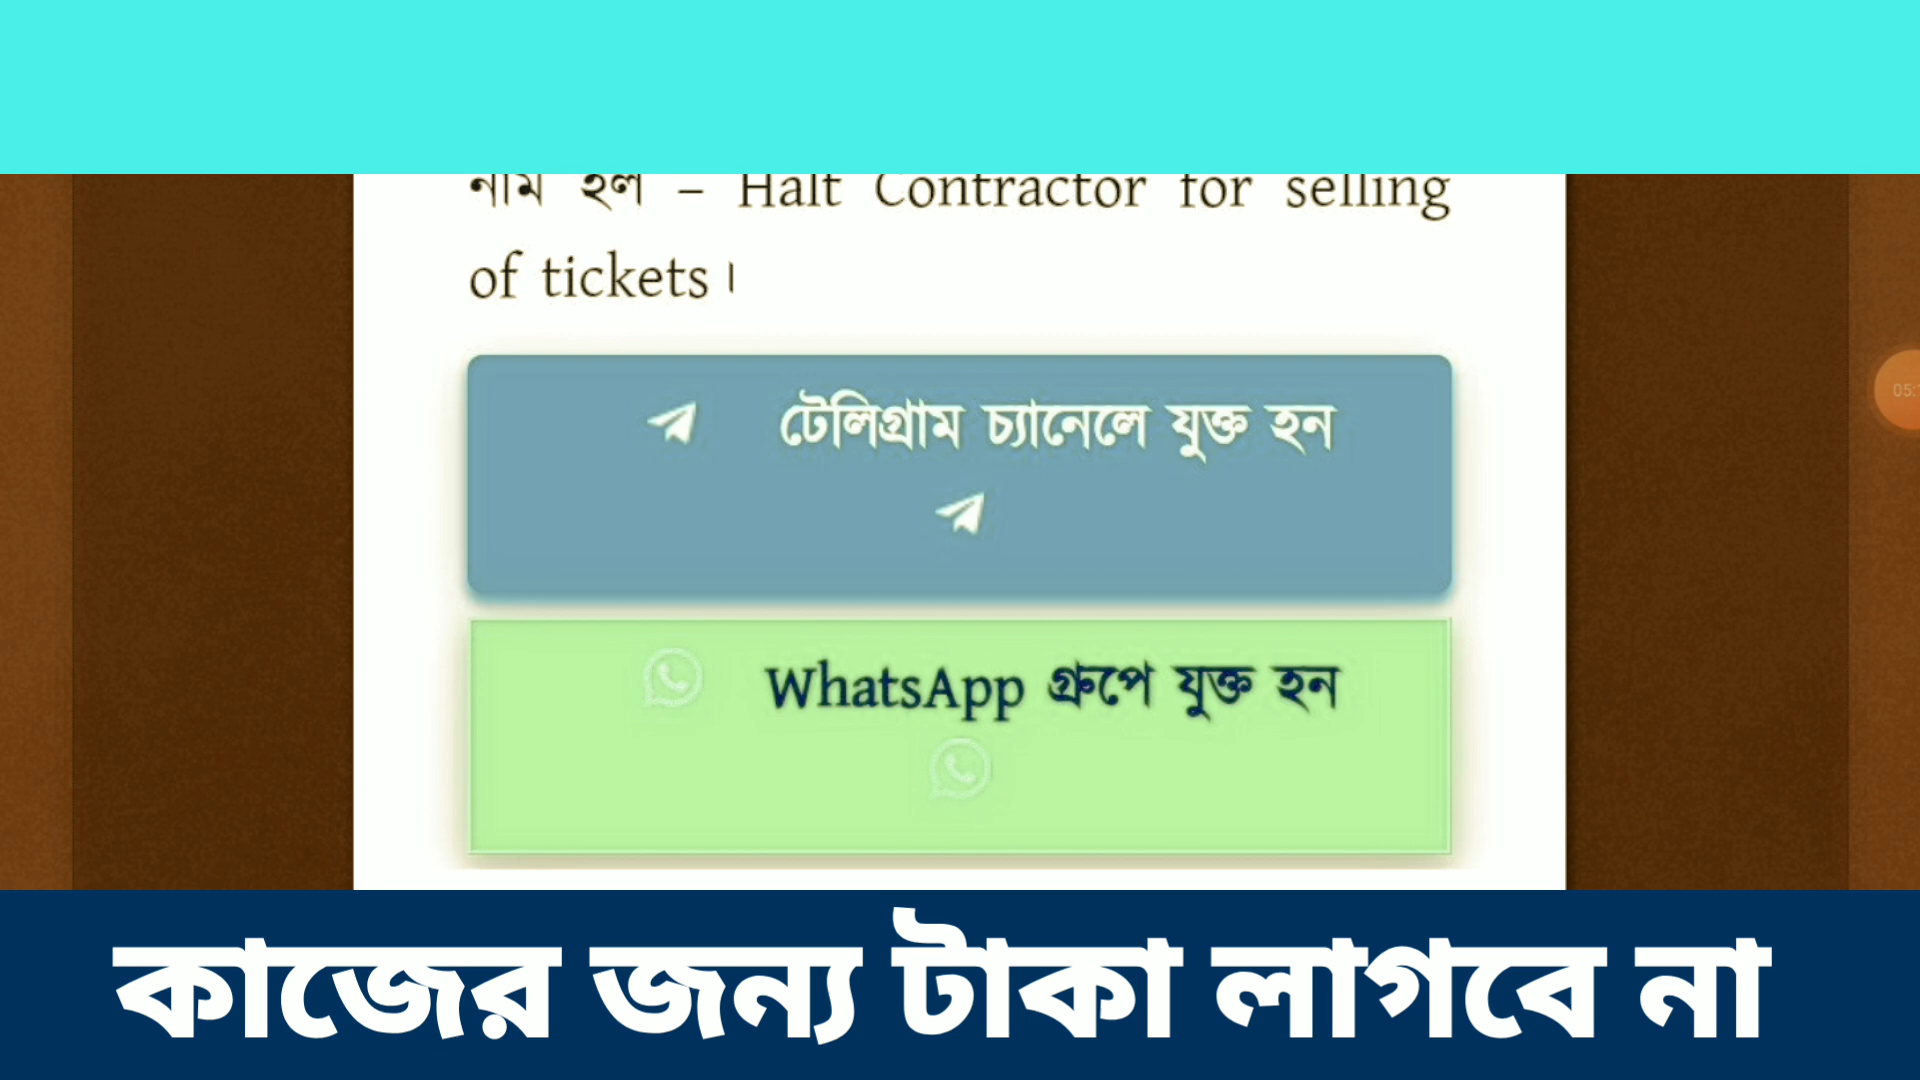 নাম হল – Halt Contractor for selling
of tickets।
টেলিগ্রাম চ্যানেলে যুক্ত হন
WhatsApp গ্রুপে যুক্ত হন
কাজের জন্য টাকা লাগবে না